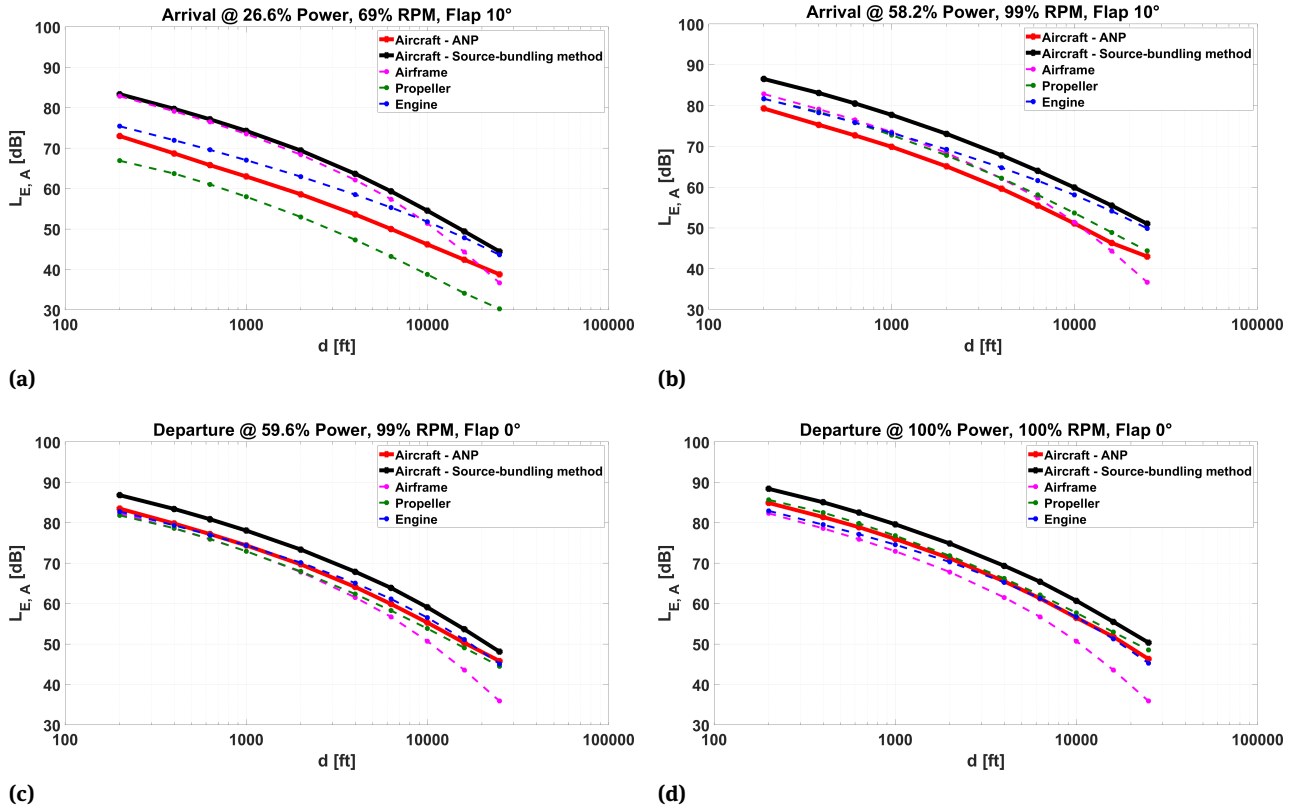 Arrival @ 26.6% Power, 69% RPM, Flap 10°
100
90
80
70
60
50
40
30
L_E, A [dB]
100 1000 10000 100000
d [ft]
Aircraft - ANP
Aircraft - Source-bundling method
Airframe
Propeller
Engine
(a)
Arrival @ 58.2% Power, 99% RPM, Flap 10°
100
90
80
70
60
50
40
30
L_E, A [dB]
100 1000 10000 100000
d [ft]
Aircraft - ANP
Aircraft - Source-bundling method
Airframe
Propeller
Engine
(b)
Departure @ 59.6% Power, 99% RPM, Flap 0°
100
90
80
70
60
50
40
30
L_E, A [dB]
100 1000 10000 100000
d [ft]
Aircraft - ANP
Aircraft - Source-bundling method
Airframe
Propeller
Engine
(c)
Departure @ 100% Power, 100% RPM, Flap 0°
100
90
80
70
60
50
40
30
L_E, A [dB]
100 1000 10000 100000
d [ft]
Aircraft - ANP
Aircraft - Source-bundling method
Airframe
Propeller
Engine
(d)